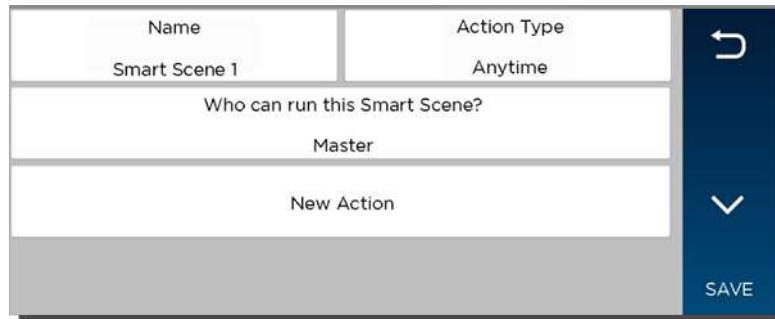 Name
Action Type
Smart Scene 1
Anytime
Who can run this Smart Scene?
Master
New Action
SAVE